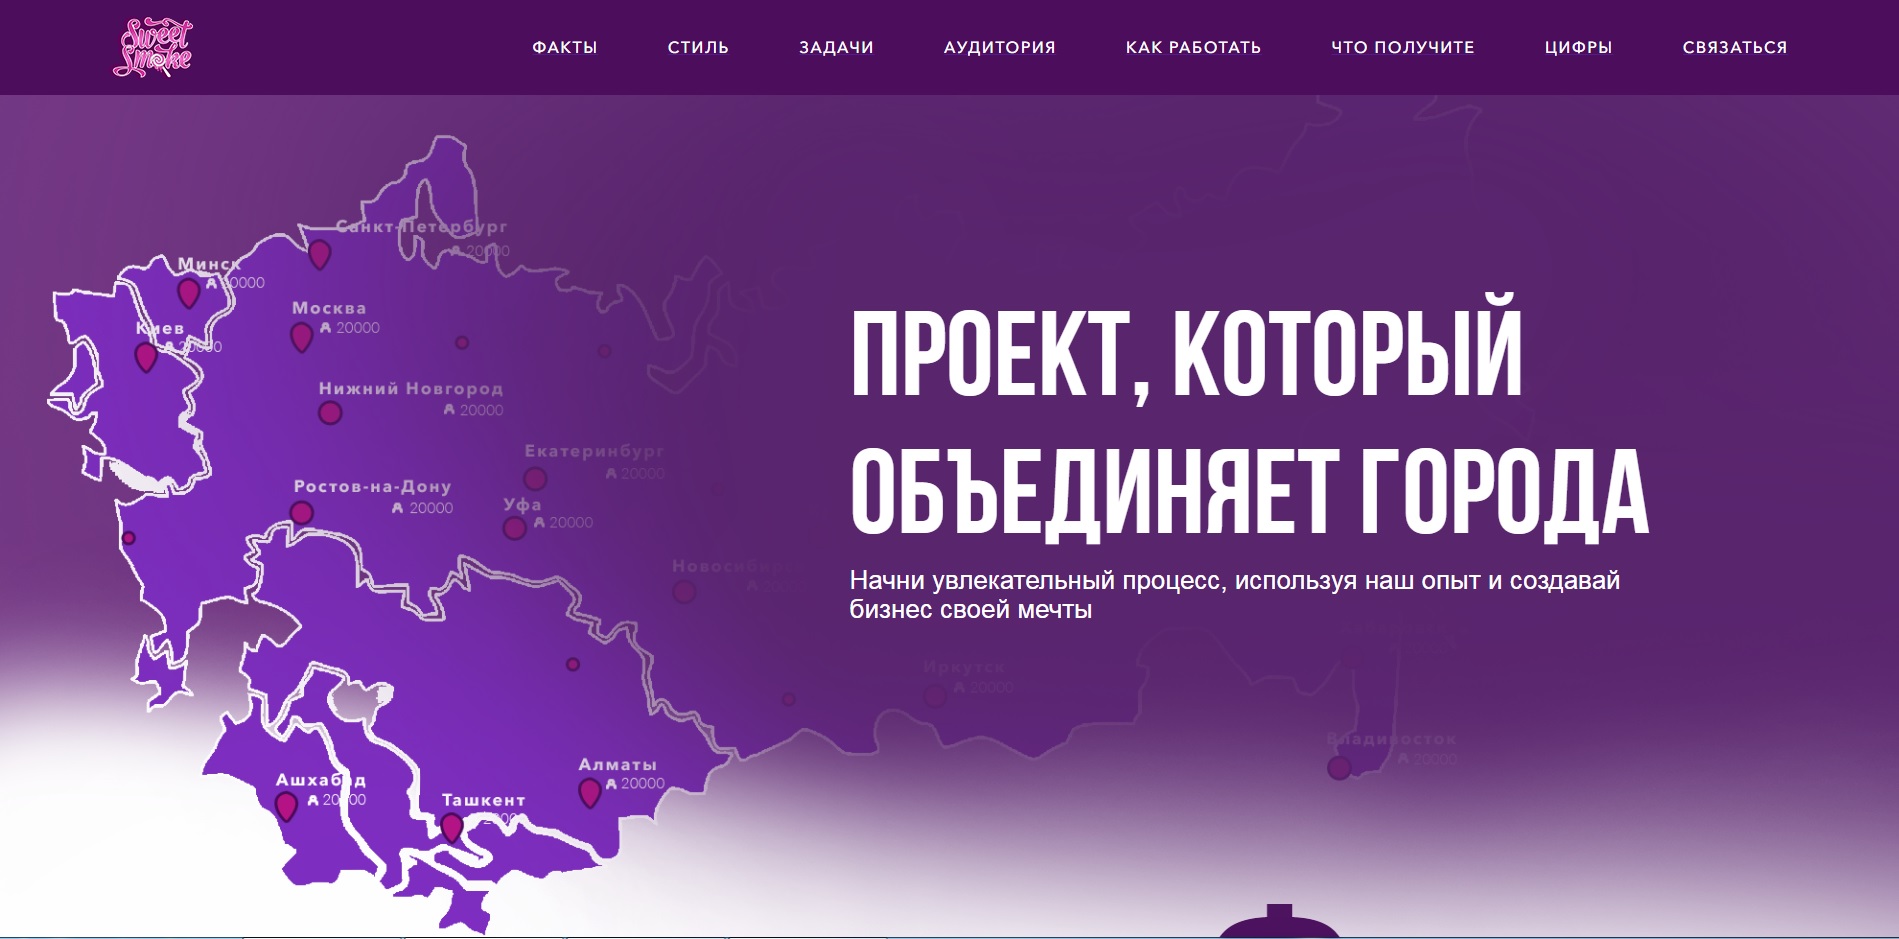 Sweet
Smoke
ФАКТЫ
СТИЛЬ
ЗАДАЧИ
АУДИТОРИЯ
КАК РАБОТАТЬ
ЧТО ПОЛУЧИТЕ
ЦИФРЫ
СВЯЗАТЬСЯ
Санкт-Петербург
20000
Минск
20000
Москва
20000
Киев
20000
Нижний Новгород
20000
Екатеринбург
20000
Ростов-на-Дону
20000
Уфа
20000
Новосибирск
ПРОЕКТ, КОТОРЫЙ
ОБЪЕДИНЯЕТ ГОРОДА
Начни увлекательный процесс, используя наш опыт и создавай
бизнес своей мечты
Иркутск
20000
Владивосток
20000
Алматы
20000
Ашхабад
20000
Ташкент